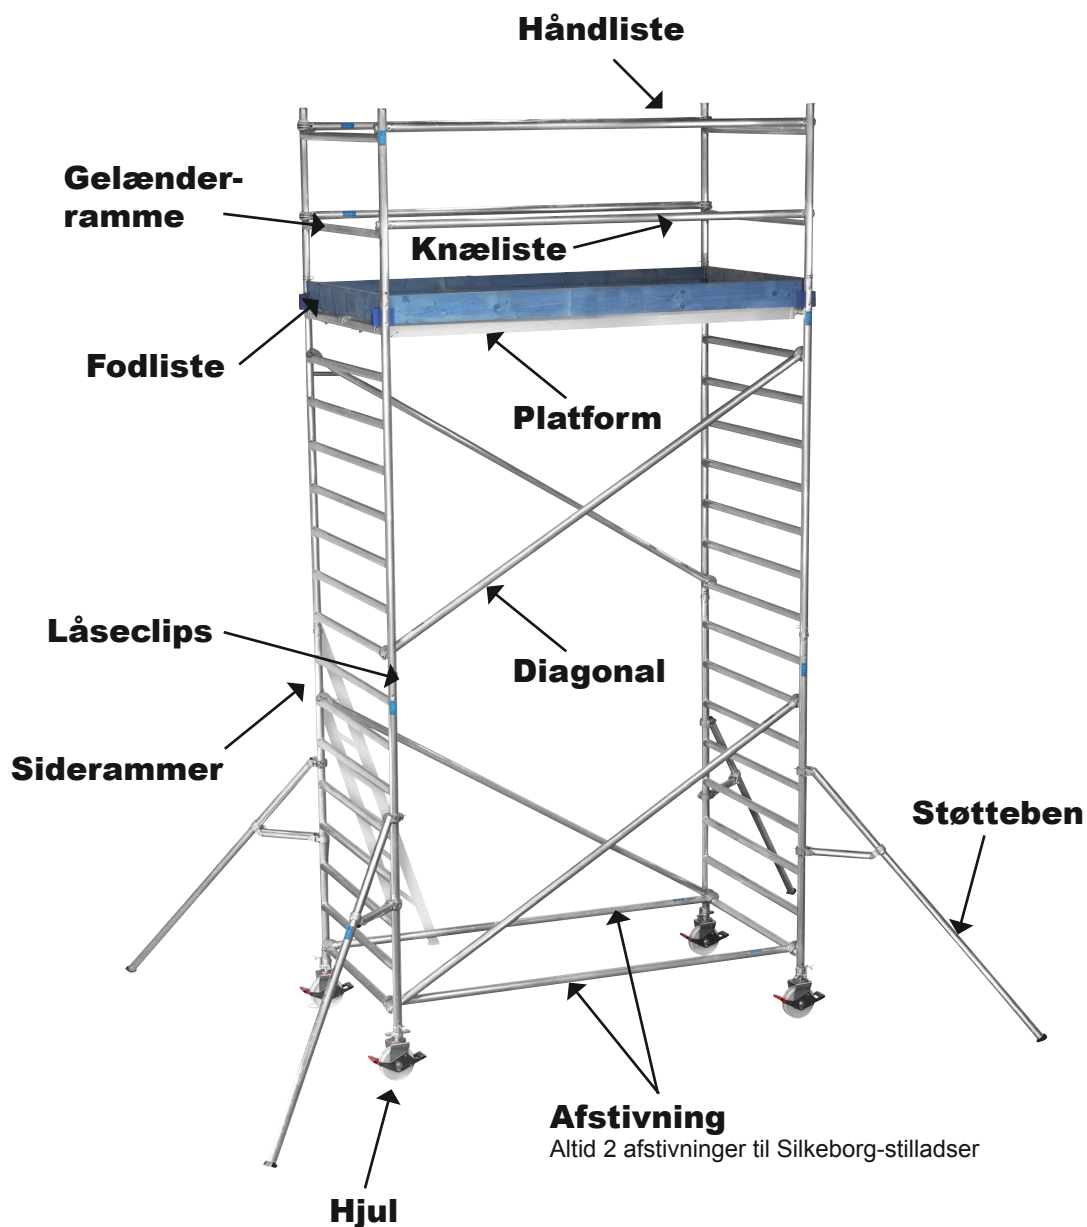 Håndliste
Gelænder-
ramme
Knæliste
Fodliste
Platform
Låseclips
Diagonal
Siderammer
Støtteben
Afstivning
Altid 2 afstivninger til Silkeborg-stilladser
Hjul